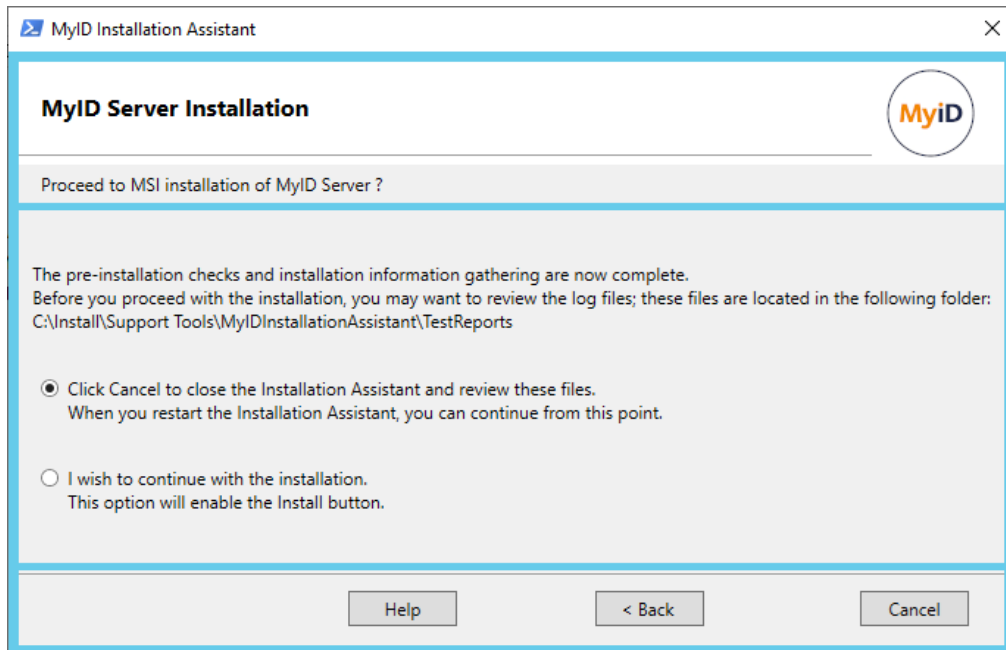 MyID Installation Assistant
MyID Server Installation
MyiD
Proceed to MSI installation of MyID Server ?
The pre-installation checks and installation information gathering are now complete.
Before you proceed with the installation, you may want to review the log files; these files are located in the following folder:
C:\Install\Support Tools\MyIDInstallationAssistant\TestReports
Click Cancel to close the Installation Assistant and review these files.
When you restart the Installation Assistant, you can continue from this point.
I wish to continue with the installation.
This option will enable the Install button.
Help
< Back
Cancel